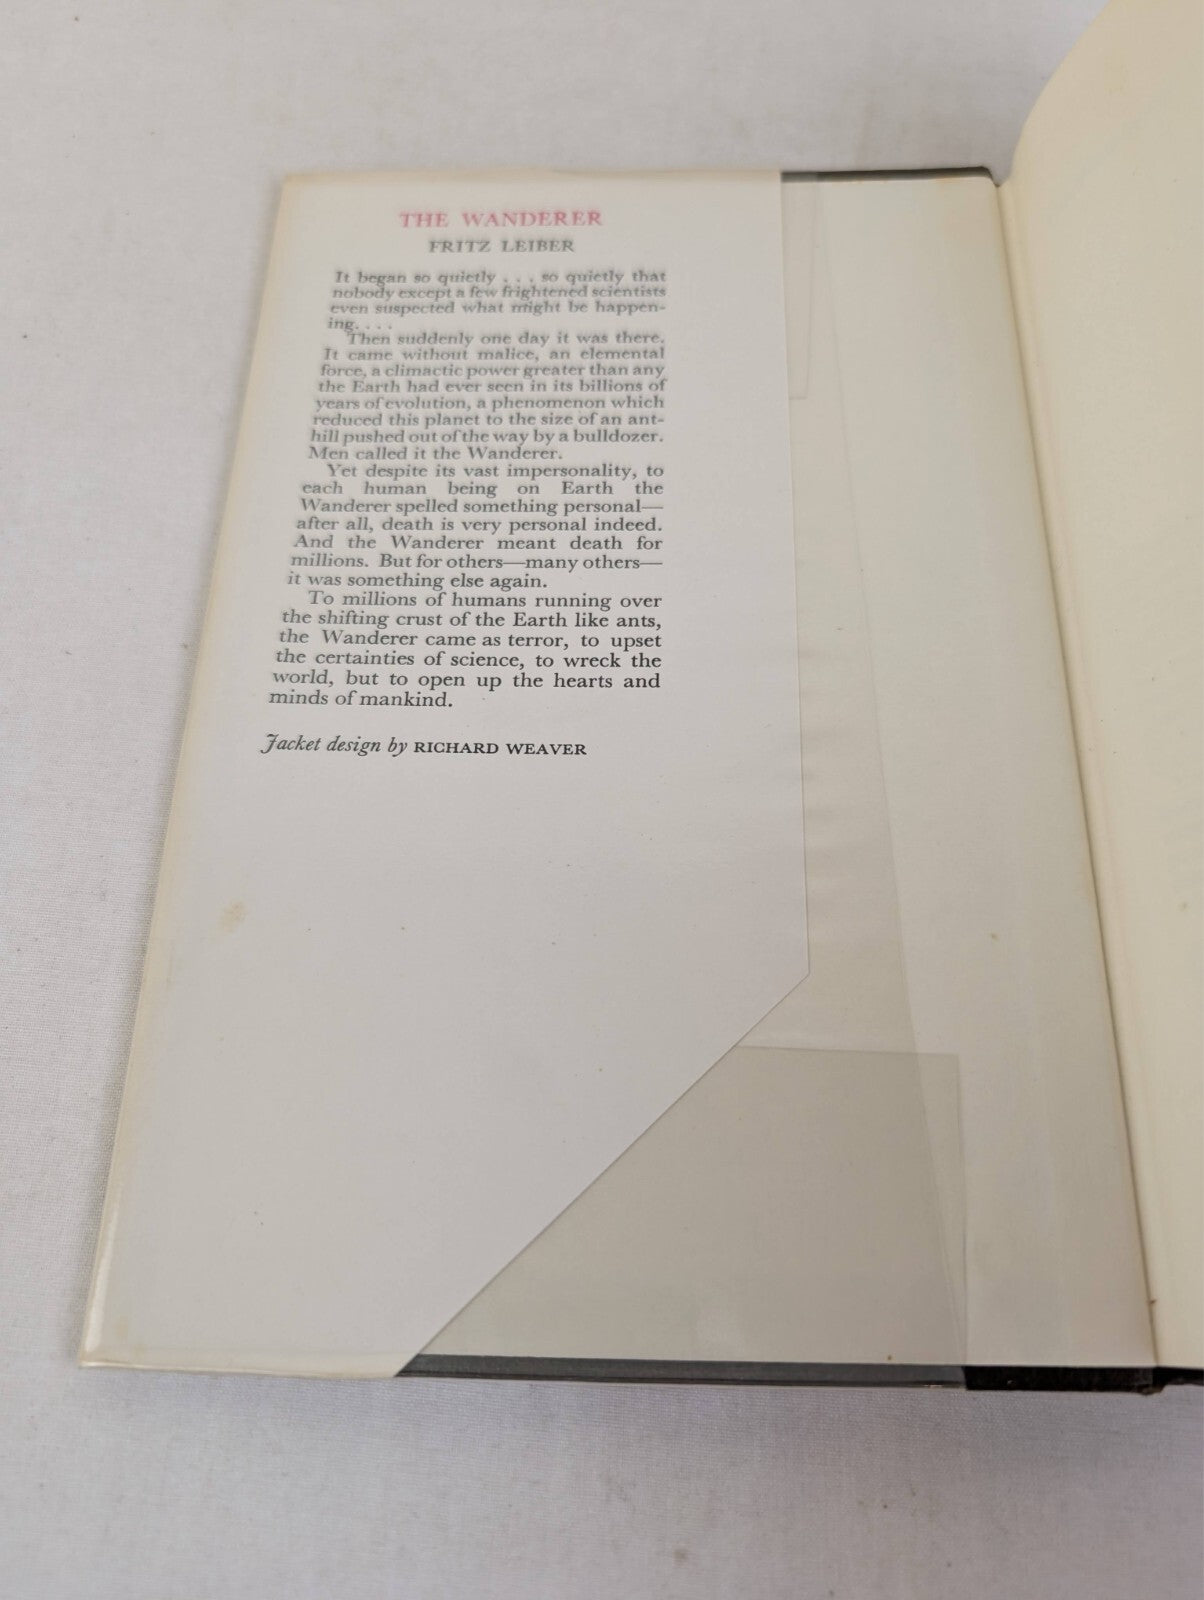 THE WANDERER
FRITZ LEIBER
It began so quietly . . . so quietly that
nobody except a few frightened scientists
even suspected what might be happen-
ing. . . .
Then suddenly one day it was there.
It came without malice, an elemental
force, a climactic power greater than any
the Earth had ever seen in its billions of
years of evolution, a phenomenon which
reduced this planet to the size of an ant-
hill pushed out of the way by a bulldozer.
Men called it the Wanderer.
Yet despite its vast impersonality, to
each human being on Earth the
Wanderer spelled something personal—
after all, death is very personal indeed.
And the Wanderer meant death for
millions. But for others—many others—
it was something else again.
To millions of humans running over
the shifting crust of the Earth like ants,
the Wanderer came as terror, to upset
the certainties of science, to wreck the
world, but to open up the hearts and
minds of mankind.
Jacket design by RICHARD WEAVER